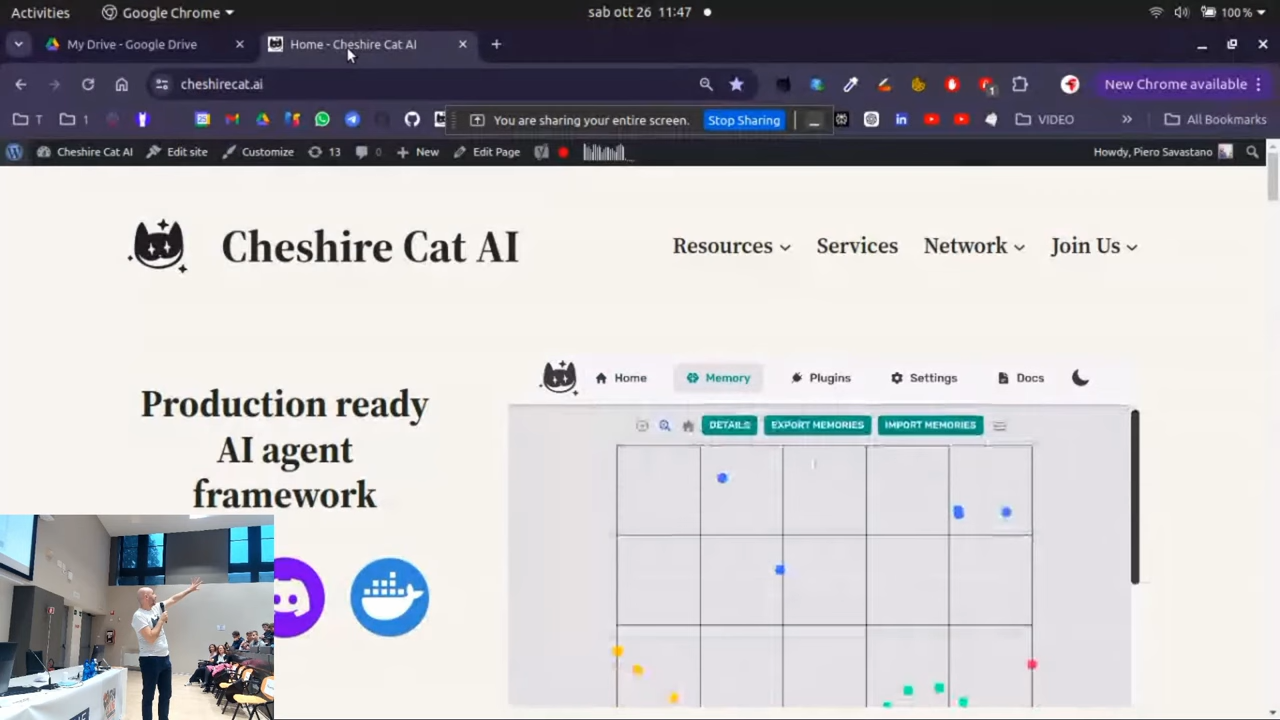 Activities
Google Chrome
sab ott 26 11:47
100 %
My Drive - Google Drive
Home - Cheshire Cat AI
cheshirecat.ai
1
New Chrome available
T
1
You are sharing your entire screen.
Stop Sharing
VIDEO
All Bookmarks
Cheshire Cat AI
Edit site
Customize
13
0
New
Edit Page
Howdy, Piero Savastano
Cheshire Cat AI
Resources
Services
Network
Join Us
Home
Memory
Plugins
Settings
Docs
DETAILS
EXPORT MEMORIES
IMPORT MEMORIES
Production ready
AI agent
framework